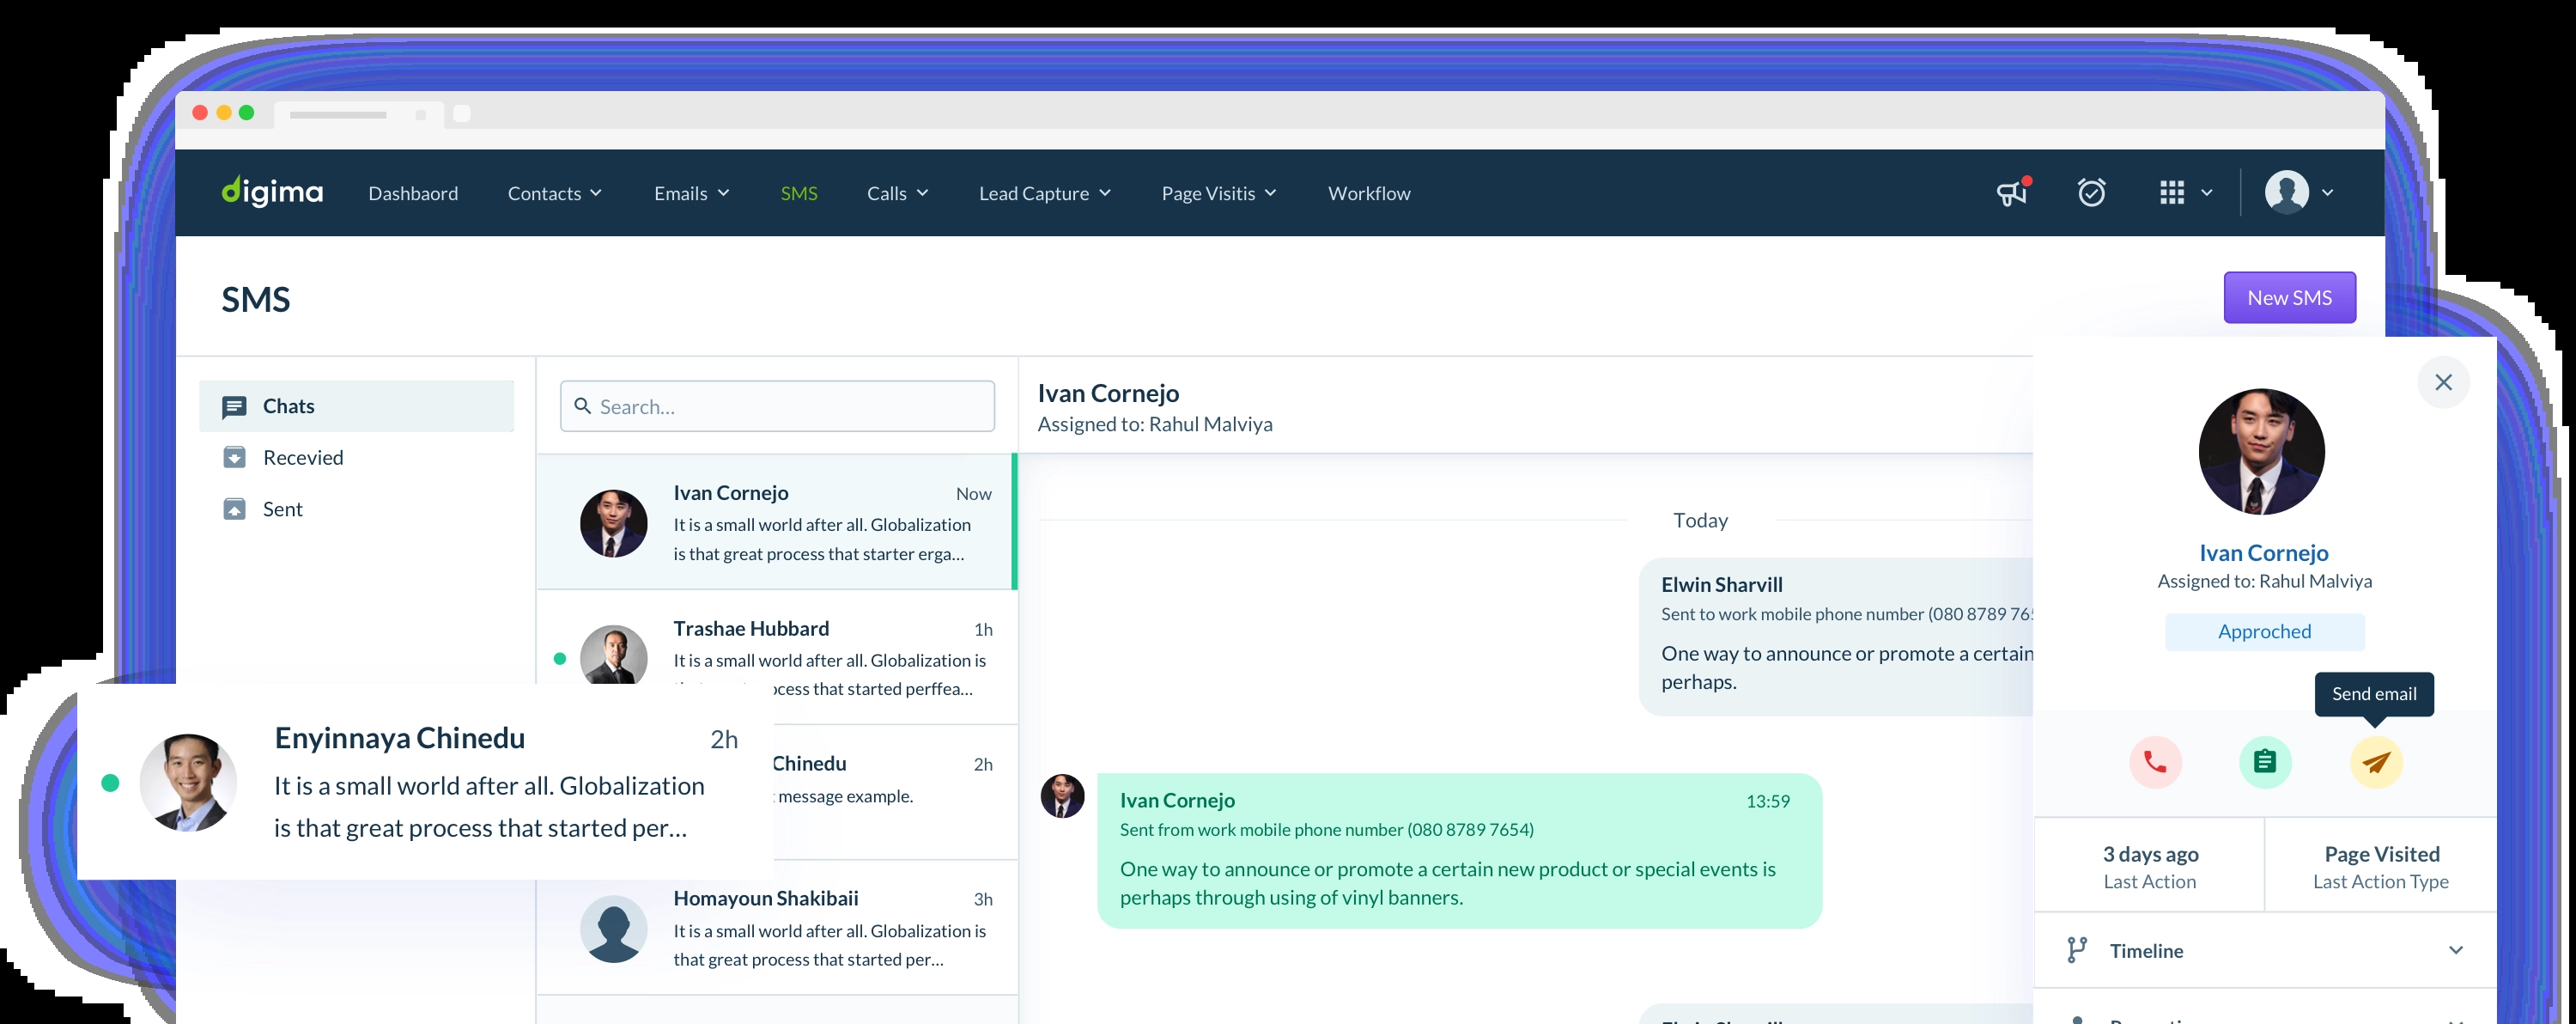 digima Dashbaord Contacts Emails SMS Calls Lead Capture Page Visitis Workflow
SMS
New SMS
Chats
Recevied
Sent
Search...
Ivan Cornejo Now
It is a small world after all. Globalization
is that great process that starter erga...
Trashae Hubbard 1h
It is a small world after all. Globalization is
process that started perffea...
Enyinnaya Chinedu 2h
It is a small world after all. Globalization
is that great process that started per...
Chinedu 2h
message example.
Homayoun Shakibaii 3h
It is a small world after all. Globalization is
that great process that started per...
Ivan Cornejo
Assigned to: Rahul Malviya
Today
Elwin Sharvill
Sent to work mobile phone number (080 8789 765
One way to announce or promote a certain
perhaps.
Ivan Cornejo 13:59
Sent from work mobile phone number (080 8789 7654)
One way to announce or promote a certain new product or special events is
perhaps through using of vinyl banners.
Ivan Cornejo
Assigned to: Rahul Malviya
Approched
Send email
3 days ago
Last Action
Page Visited
Last Action Type
Timeline